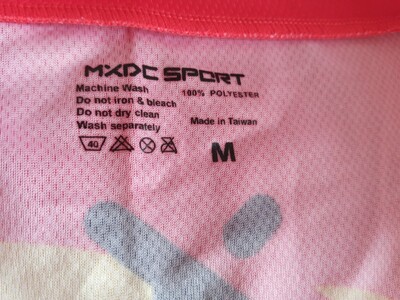 MXDC SPORT
Machine Wash 100% POLYESTER
Do not iron & bleach
Do not dry clean
Wash separately Made in Taiwan
40
M